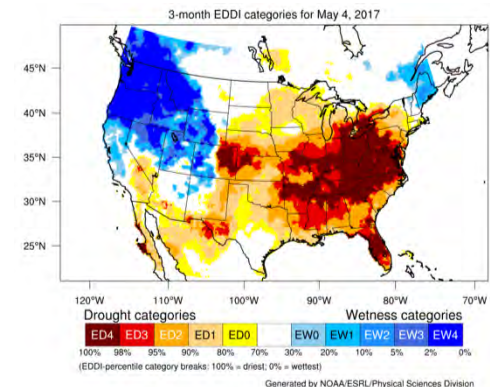 3-month EDDI categories for May 4, 2017
45°N
40°N
35°N
30°N
25°N
120°W 100°W 90°W 80°W 70°W
Drought categories Wetness categories
ED4 ED3 ED2 ED1 ED0 EW0 EW1 EW2 EW3 EW4
100% 98% 95% 90% 80% 70% 30% 20% 10% 5% 2% 0%
(EDDI-percentile category breaks: 100% = driest; 0% = wettest)
Generated by NOAA/ESRL/Physical Sciences Division